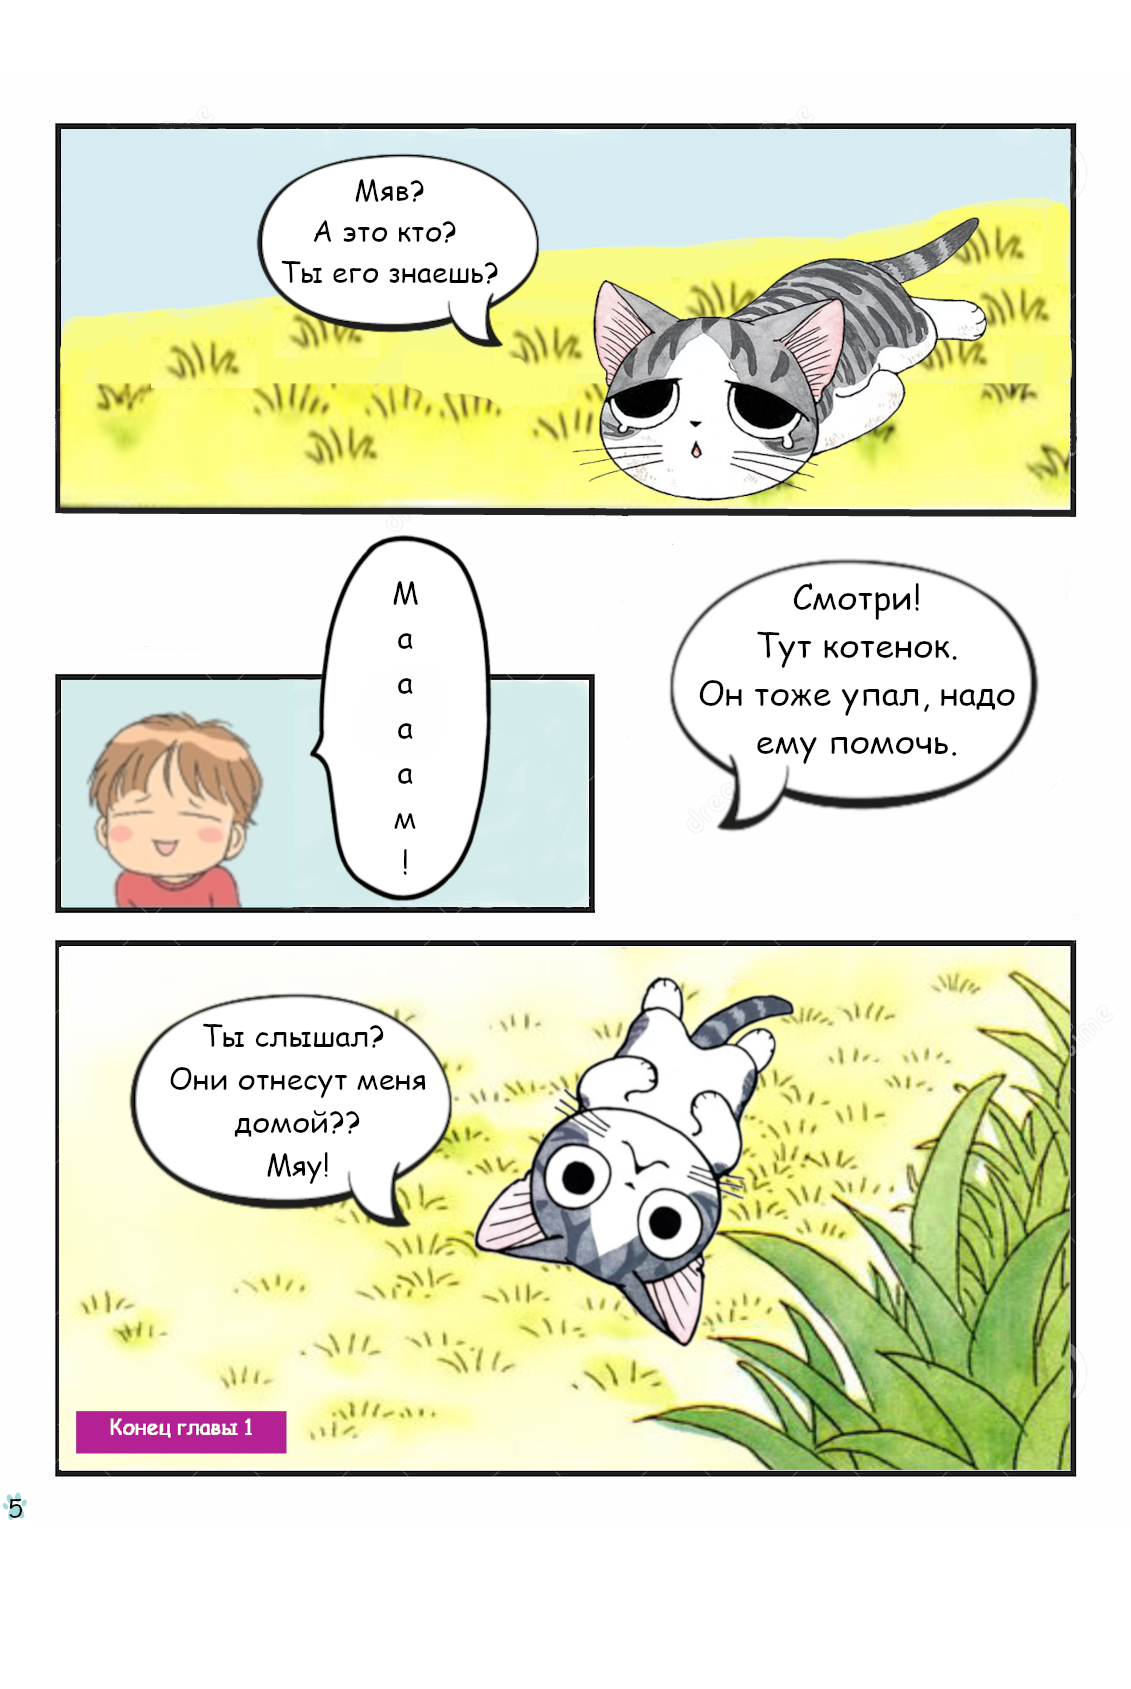 Мяв?
А это кто?
Ты его знаешь?
М
а
а
а
а
м
!
Смотри!
Тут котенок.
Он тоже упал, надо
ему помочь.
Ты слышал?
Они отнесут меня
домой??
Мяу!
Конец главы 1
5